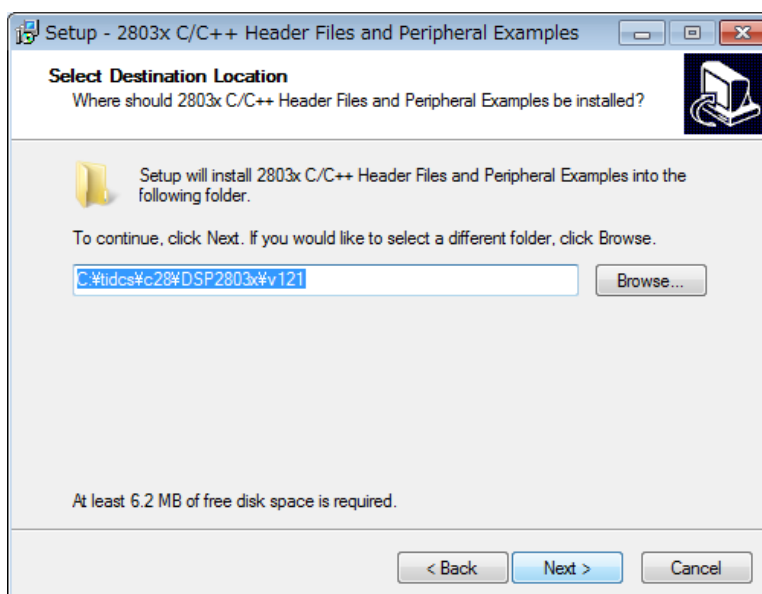 Setup - 2803x C/C++ Header Files and Peripheral Examples
Select Destination Location
Where should 2803x C/C++ Header Files and Peripheral Examples be installed?
Setup will install 2803x C/C++ Header Files and Peripheral Examples into the
following folder.
To continue, click Next. If you would like to select a different folder, click Browse.
C:¥tidcs¥c28¥DSP2803x¥v121
Browse...
At least 6.2 MB of free disk space is required.
< Back
Next >
Cancel